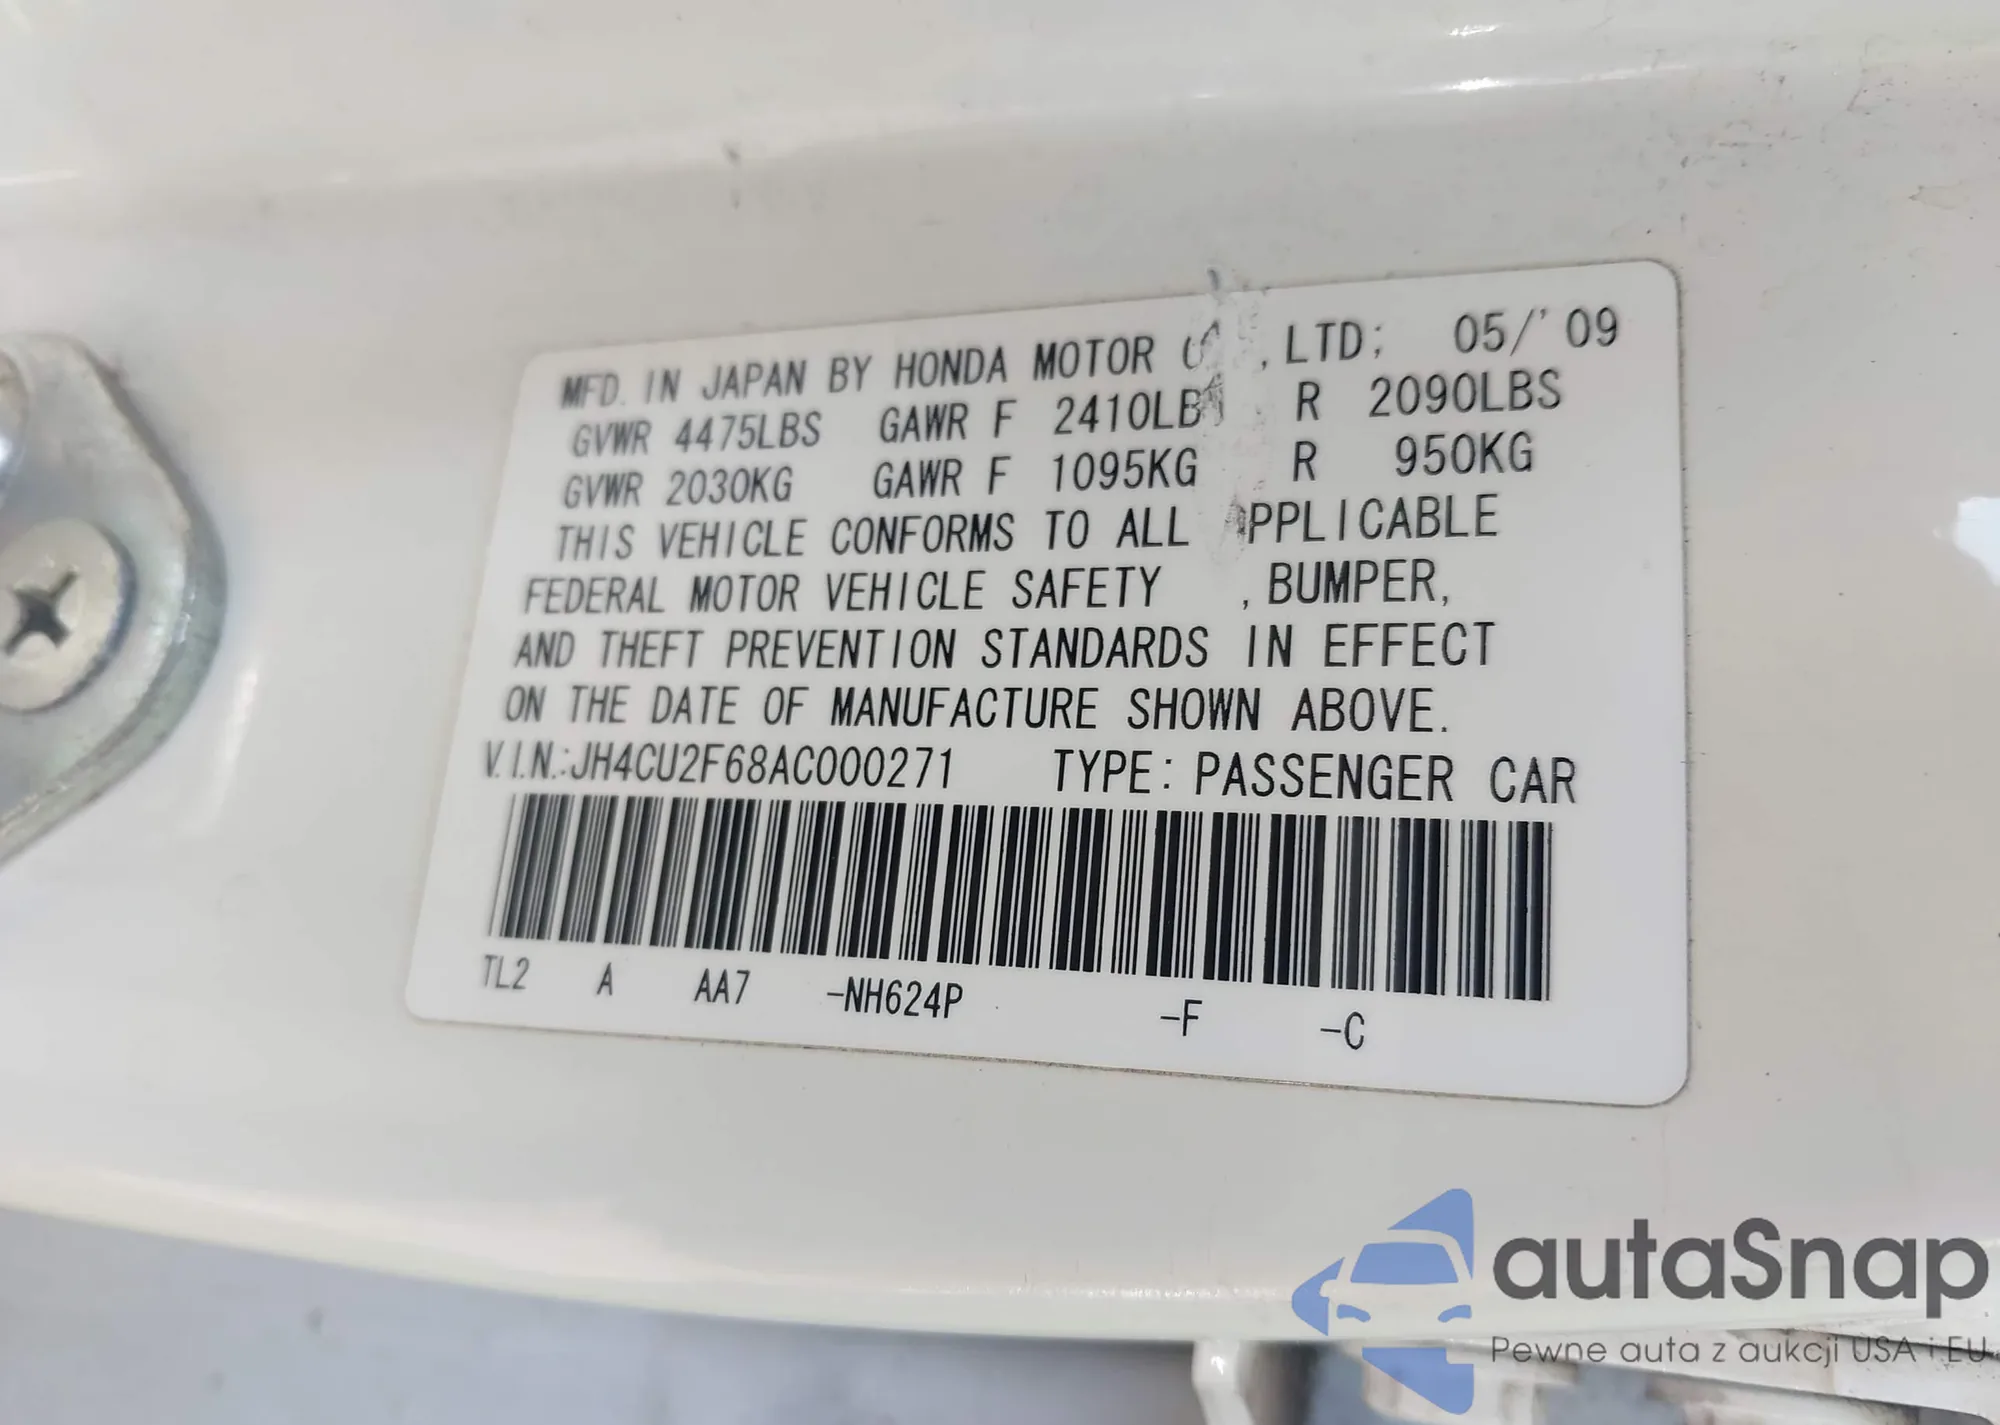 MFD. IN JAPAN BY HONDA MOTOR , LTD; 05/'09
GVWR 4475LBS GAWR F 2410LB R 2090LBS
GVWR 2030KG GAWR F 1095KG R 950KG
THIS VEHICLE CONFORMS TO ALL APPLICABLE
FEDERAL MOTOR VEHICLE SAFETY , BUMPER,
AND THEFT PREVENTION STANDARDS IN EFFECT
ON THE DATE OF MANUFACTURE SHOWN ABOVE.
V.I.N.:JH4CU2F68AC000271 TYPE: PASSENGER CAR
TL2 A AA7 -NH624P -F -C
autaSnap
Pewne auta z aukcji USA i EU